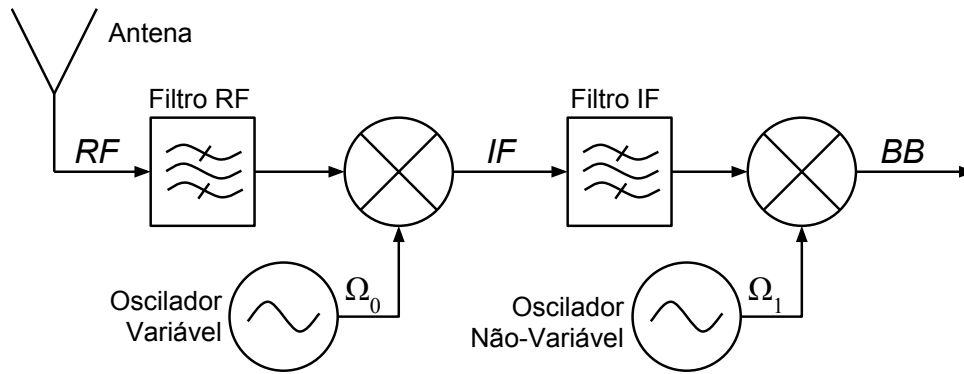 Antena
Filtro RF
Filtro IF
RF
IF
BB
Oscilador
Variável
Ω₀
Oscilador
Não-Variável
Ω₁